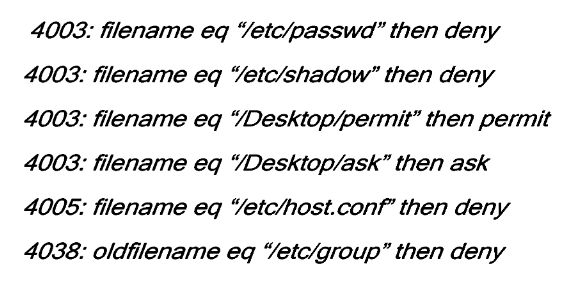 4003: filename eq “/etc/passwd” then deny
4003: filename eq “/etc/shadow” then deny
4003: filename eq “/Desktop/permit” then permit
4003: filename eq “/Desktop/ask” then ask
4005: filename eq “/etc/host.conf” then deny
4038: oldfilename eq “/etc/group” then deny